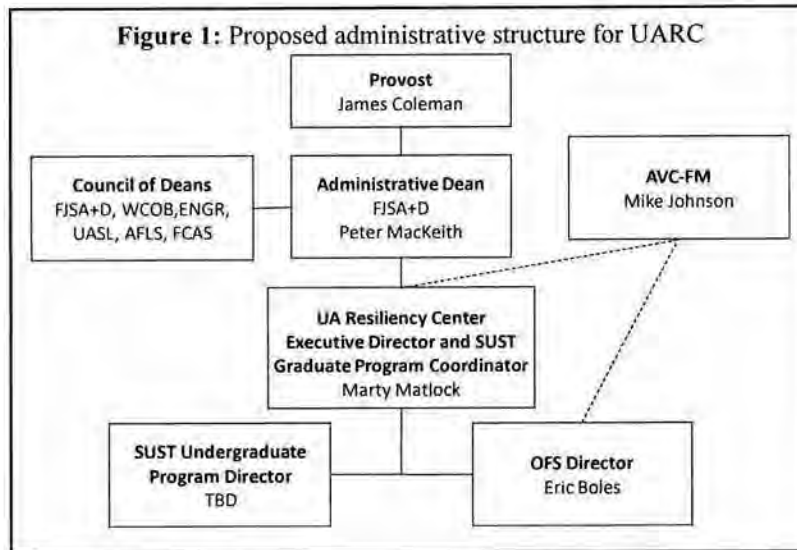 Figure 1: Proposed administrative structure for UARC
Provost
James Coleman
Council of Deans
FJSA+D, WCOB,ENGR,
UASL, AFLS, FCAS
Administrative Dean
FJSA+D
Peter MacKeith
AVC-FM
Mike Johnson
UA Resiliency Center
Executive Director and SUST
Graduate Program Coordinator
Marty Matlock
SUST Undergraduate
Program Director
TBD
OFS Director
Eric Boles